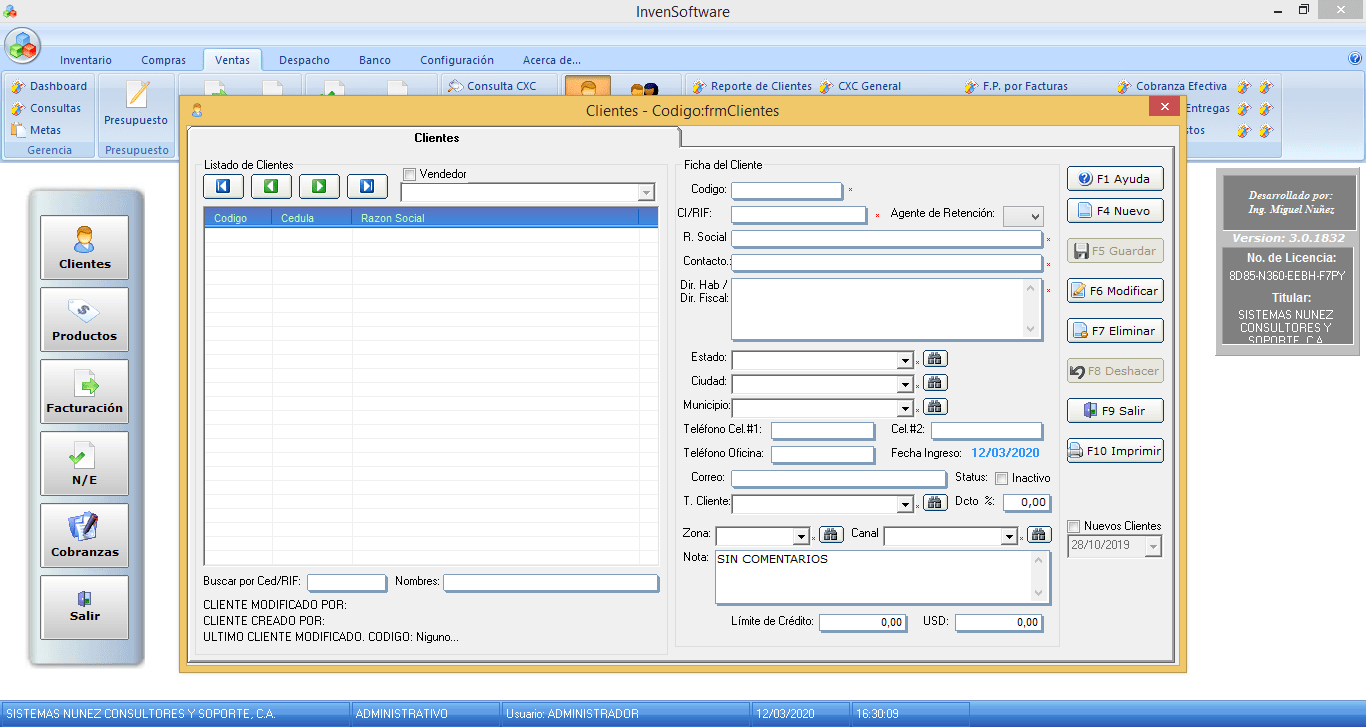 InvenSoftware
Inventario Compras Ventas Despacho Banco Configuración Acerca de...
Dashboard
Consultas
Metas
Gerencia
Presupuesto
Presupuesto
Consulta CXC
Reporte de Clientes
CXC General
F.P. por Facturas
Cobranza Efectiva
Entregas
stos
Clientes
Productos
Facturación
N/E
Cobranzas
Salir
Clientes - Codigo:frmClientes
Clientes
Listado de Clientes
Vendedor
Codigo Cedula Razon Social
Buscar por Ced/RIF: Nombres:
CLIENTE MODIFICADO POR:
CLIENTE CREADO POR:
ULTIMO CLIENTE MODIFICADO. CODIGO: Niguno...
Ficha del Cliente
Codigo: *
CI/RIF: * Agente de Retención:
R. Social *
Contacto.: *
Dir. Hab /
Dir. Fiscal: *
Estado: *
Ciudad: *
Municipio: *
Teléfono Cel.#1: Cel.#2:
Teléfono Oficina: Fecha Ingreso: 12/03/2020
Correo: Status: Inactivo
T. Cliente: * Dcto %: 0,00
Zona: * Canal *
Nota: SIN COMENTARIOS
Límite de Crédito: 0,00 USD: 0,00
F1 Ayuda
F4 Nuevo
F5 Guardar
F6 Modificar
F7 Eliminar
F8 Deshacer
F9 Salir
F10 Imprimir
Nuevos Clientes
28/10/2019
Desarrollado por:
Ing. Miguel Nuñez
Version: 3.0.1832
No. de Licencia:
8D85-N360-EEBH-F7PY
Titular:
SISTEMAS NUNEZ
CONSULTORES Y
SOPORTE, C.A.
SISTEMAS NUNEZ CONSULTORES Y SOPORTE, C.A. ADMINISTRATIVO Usuario: ADMINISTRADOR 12/03/2020 16:30:09